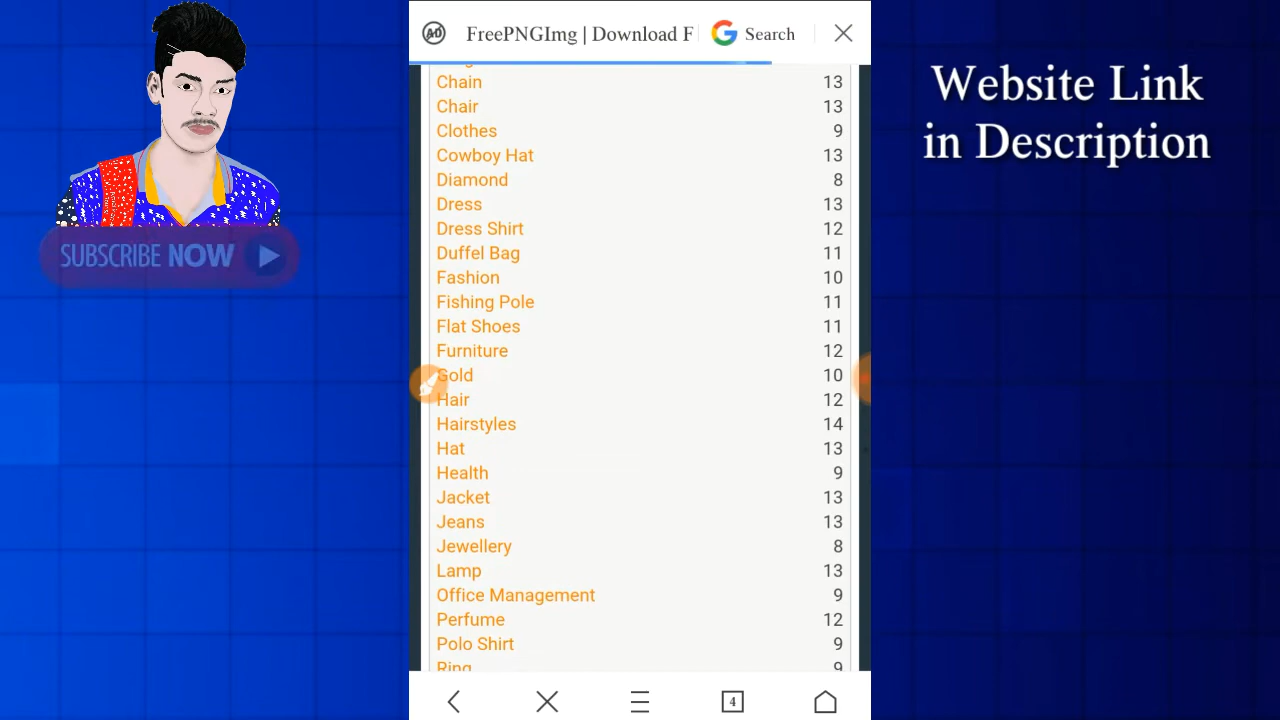 AD FreePNGImg | Download F Search
Chain 13
Chair 13
Clothes 9
Cowboy Hat 13
Diamond 8
Dress 13
Dress Shirt 12
Duffel Bag 11
Fashion 10
Fishing Pole 11
Flat Shoes 11
Furniture 12
Gold 10
Hair 12
Hairstyles 14
Hat 13
Health 9
Jacket 13
Jeans 13
Jewellery 8
Lamp 13
Office Management 9
Perfume 12
Polo Shirt 9
Ring 9
4
SUBSCRIBE NOW
Website Link
in Description